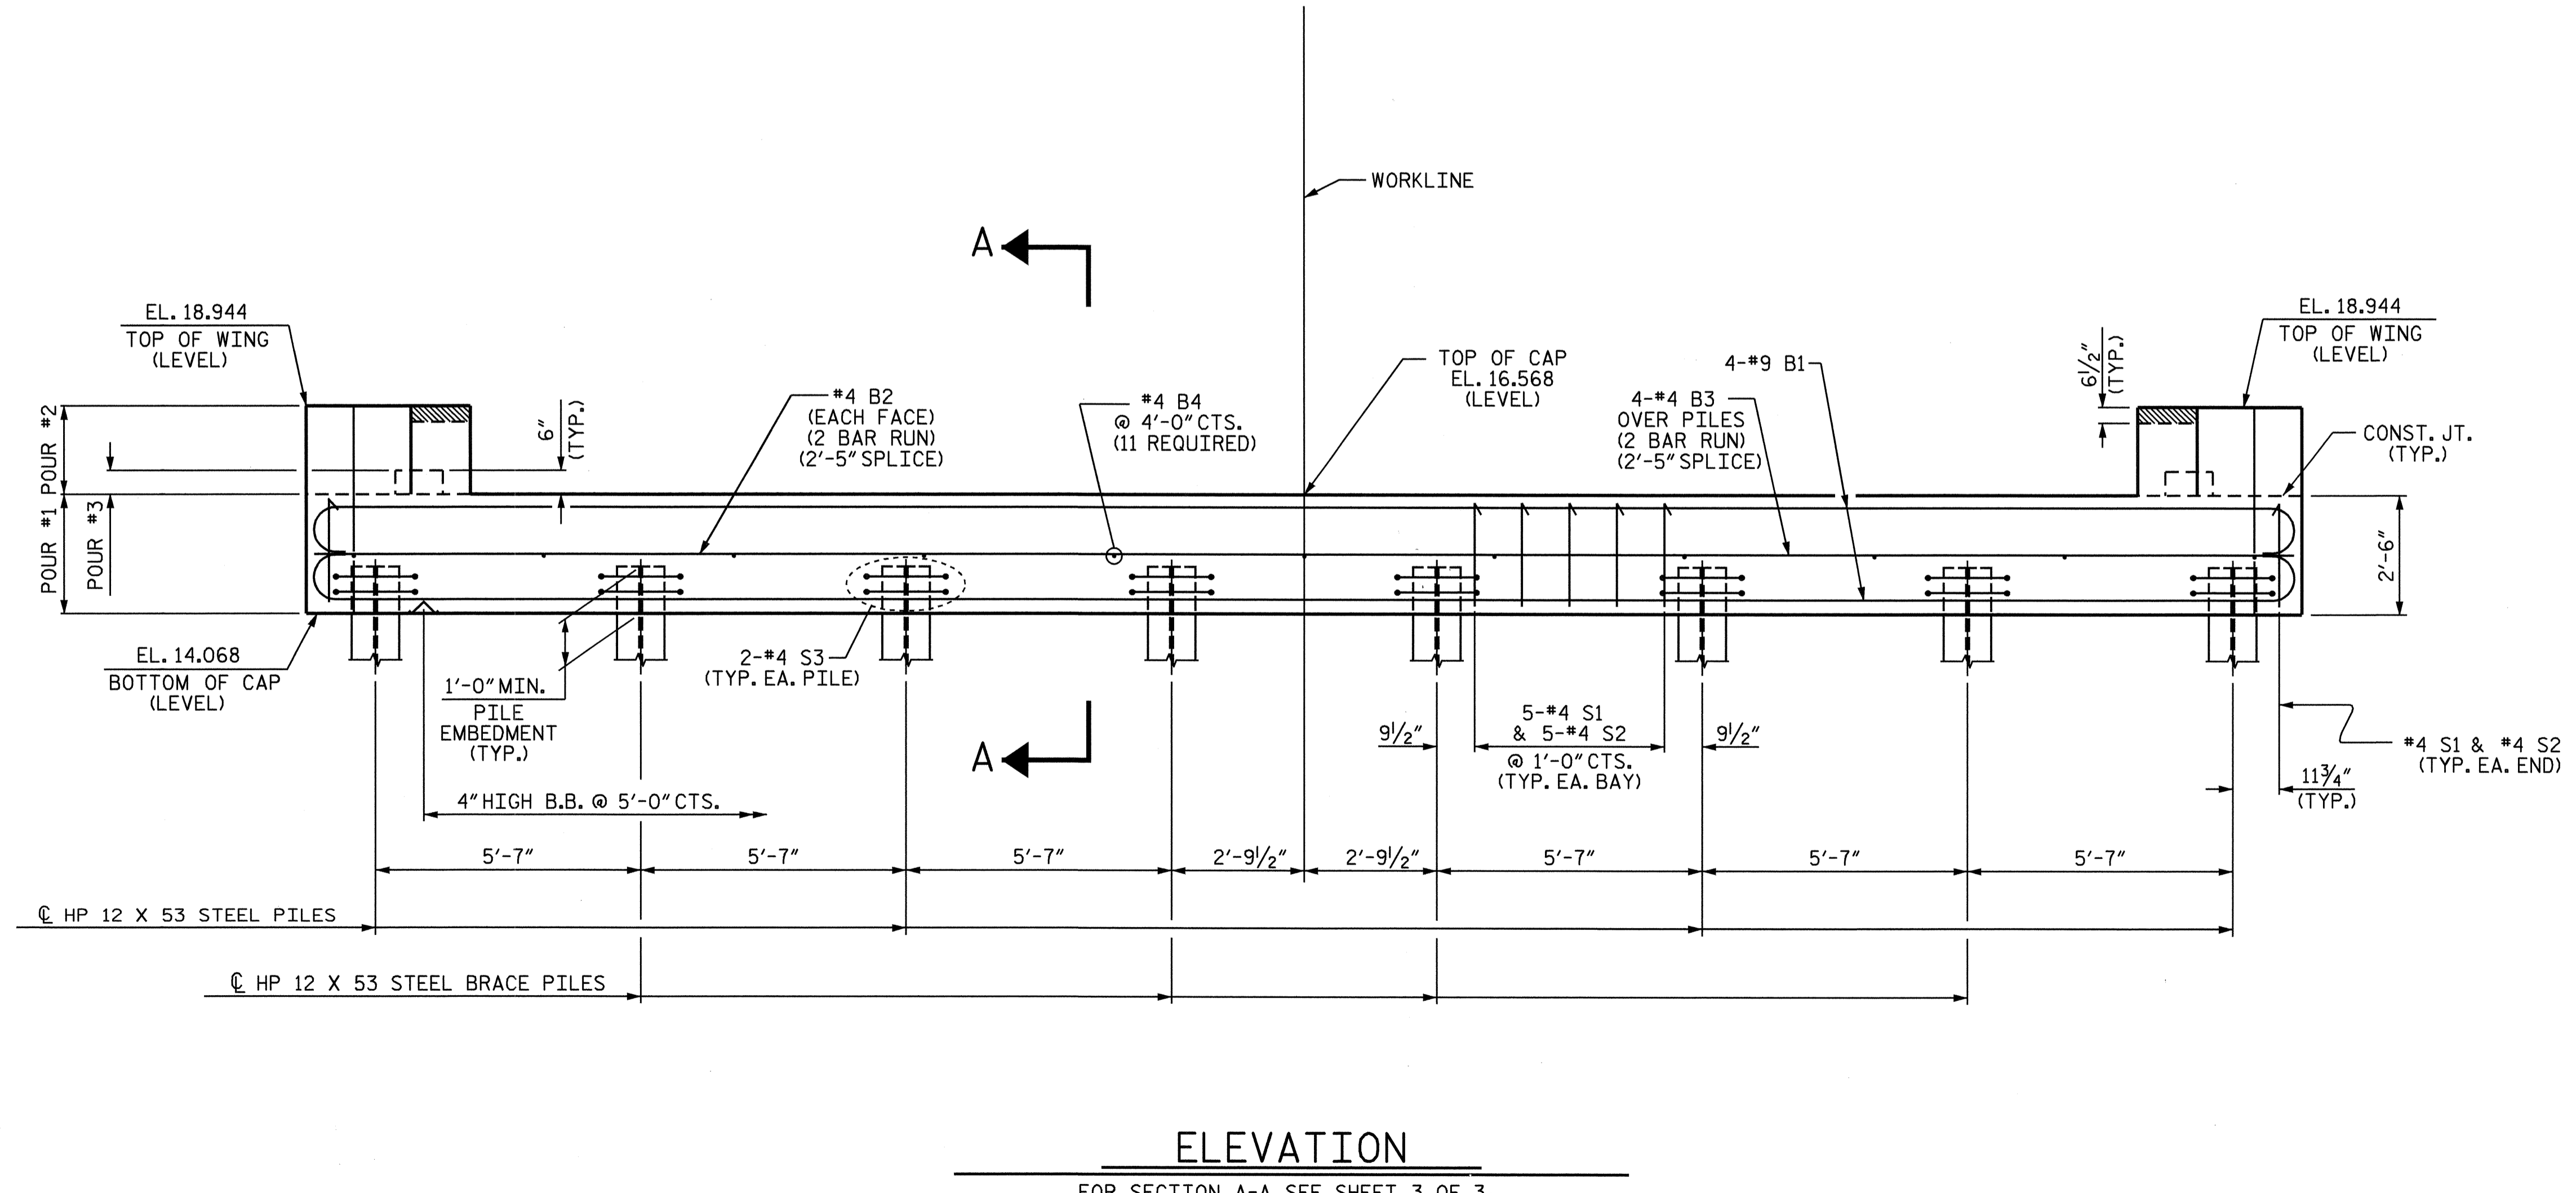 WORKLINE
A
EL. 18.944
TOP OF WING
(LEVEL)
EL. 18.944
TOP OF WING
(LEVEL)
TOP OF CAP
EL. 16.568
(LEVEL)
4-#9 B1
6½"
(TYP.)
#4 B2
(EACH FACE)
(2 BAR RUN)
(2'-5" SPLICE)
#4 B4
@ 4'-0" CTS.
(11 REQUIRED)
4-#4 B3
OVER PILES
(2 BAR RUN)
(2'-5" SPLICE)
6"
(TYP.)
CONST. JT.
(TYP.)
POUR #2
POUR #1
POUR #3
2'-6"
EL. 14.068
BOTTOM OF CAP
(LEVEL)
1'-0" MIN.
PILE
EMBEDMENT
(TYP.)
2-#4 S3
(TYP. EA. PILE)
A
9½"
5-#4 S1
& 5-#4 S2
@ 1'-0" CTS.
(TYP. EA. BAY)
9½"
#4 S1 & #4 S2
(TYP. EA. END)
11¾"
(TYP.)
4" HIGH B.B. @ 5'-0" CTS.
5'-7"
5'-7"
5'-7"
2'-9½"
2'-9½"
5'-7"
5'-7"
5'-7"
℄ HP 12 X 53 STEEL PILES
℄ HP 12 X 53 STEEL BRACE PILES
ELEVATION
FOR SECTION A-A SEE SHEET 3 OF 3